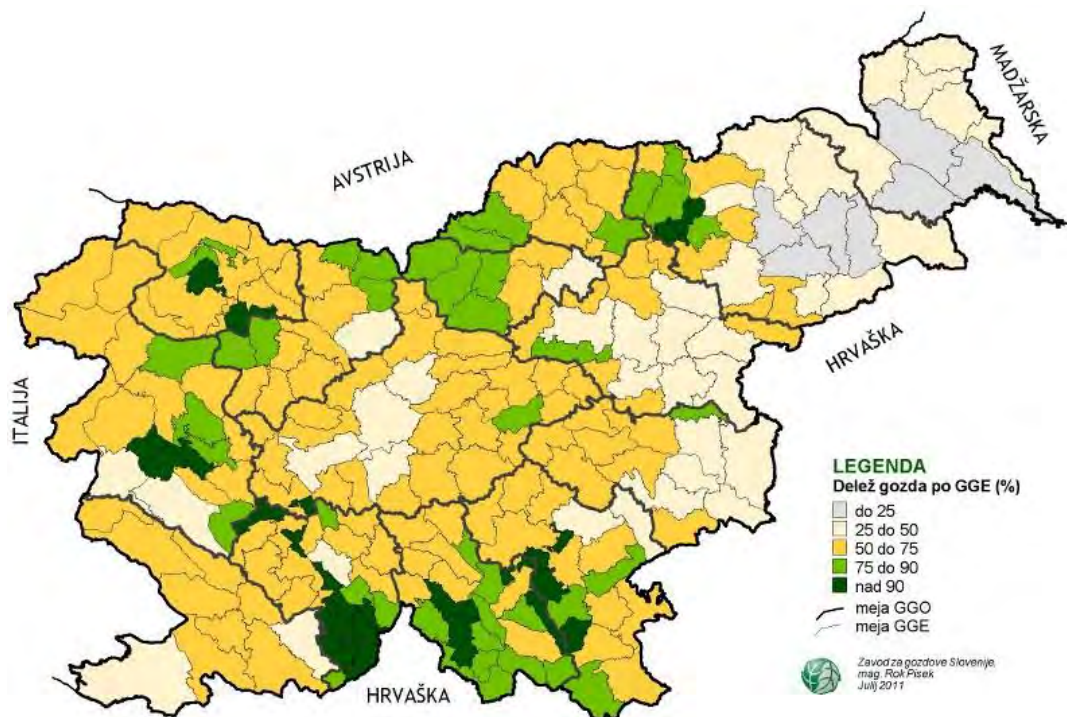 MADŽARSKA
AVSTRIJA
ITALIJA
HRVAŠKA
HRVAŠKA
LEGENDA
Delež gozda po GGE (%)
do 25
25 do 50
50 do 75
75 do 90
nad 90
meja GGO
meja GGE
Zavod za gozdove Slovenije,
mag. Rok Pisek
Julij 2011